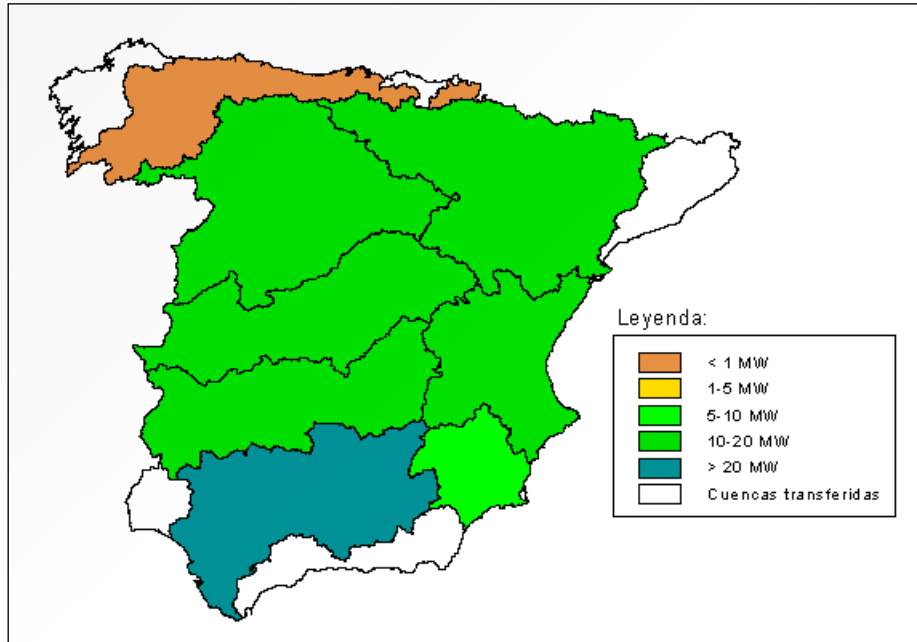 Leyenda:
< 1 MW
1-5 MW
5-10 MW
10-20 MW
> 20 MW
Cuencas transferidas